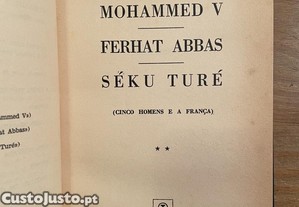 MOHAMMED V
FERHAT ABBAS
SÉKU TURÉ
(CINCO HOMENS E A FRANÇA)
* *
ammed V»)
at Abbas»)
Turé»)
CustoJusto.pt